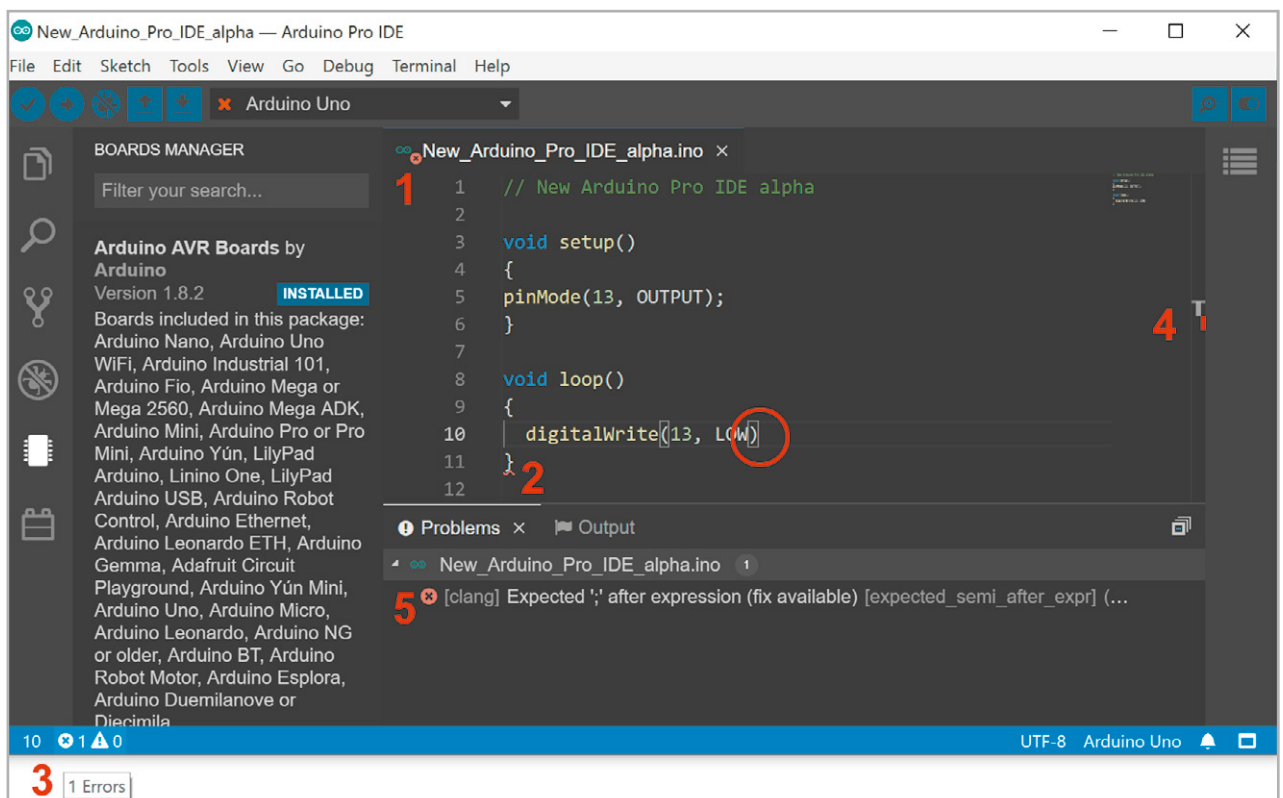 New_Arduino_Pro_IDE_alpha — Arduino Pro IDE
File Edit Sketch Tools View Go Debug Terminal Help
Arduino Uno
BOARDS MANAGER
Filter your search...
Arduino AVR Boards by
Arduino
Version 1.8.2 INSTALLED
Boards included in this package:
Arduino Nano, Arduino Uno
WiFi, Arduino Industrial 101,
Arduino Fio, Arduino Mega or
Mega 2560, Arduino Mega ADK,
Arduino Mini, Arduino Pro or Pro
Mini, Arduino Yún, LilyPad
Arduino, Linino One, LilyPad
Arduino USB, Arduino Robot
Control, Arduino Ethernet,
Arduino Leonardo ETH, Arduino
Gemma, Adafruit Circuit
Playground, Arduino Yún Mini,
Arduino Uno, Arduino Micro,
Arduino Leonardo, Arduino NG
or older, Arduino BT, Arduino
Robot Motor, Arduino Esplora,
Arduino Duemilanove or
Diecimila
New_Arduino_Pro_IDE_alpha.ino
1
1 // New Arduino Pro IDE alpha
2
3 void setup()
4 {
5 pinMode(13, OUTPUT);
6 }
7
8 void loop()
9 {
10 digitalWrite(13, LOW)
11 }
12
2
4
Problems Output
New_Arduino_Pro_IDE_alpha.ino 1
5
[clang] Expected ';' after expression (fix available) [expected_semi_after_expr] (...
10 1 0 UTF-8 Arduino Uno
3
1 Errors